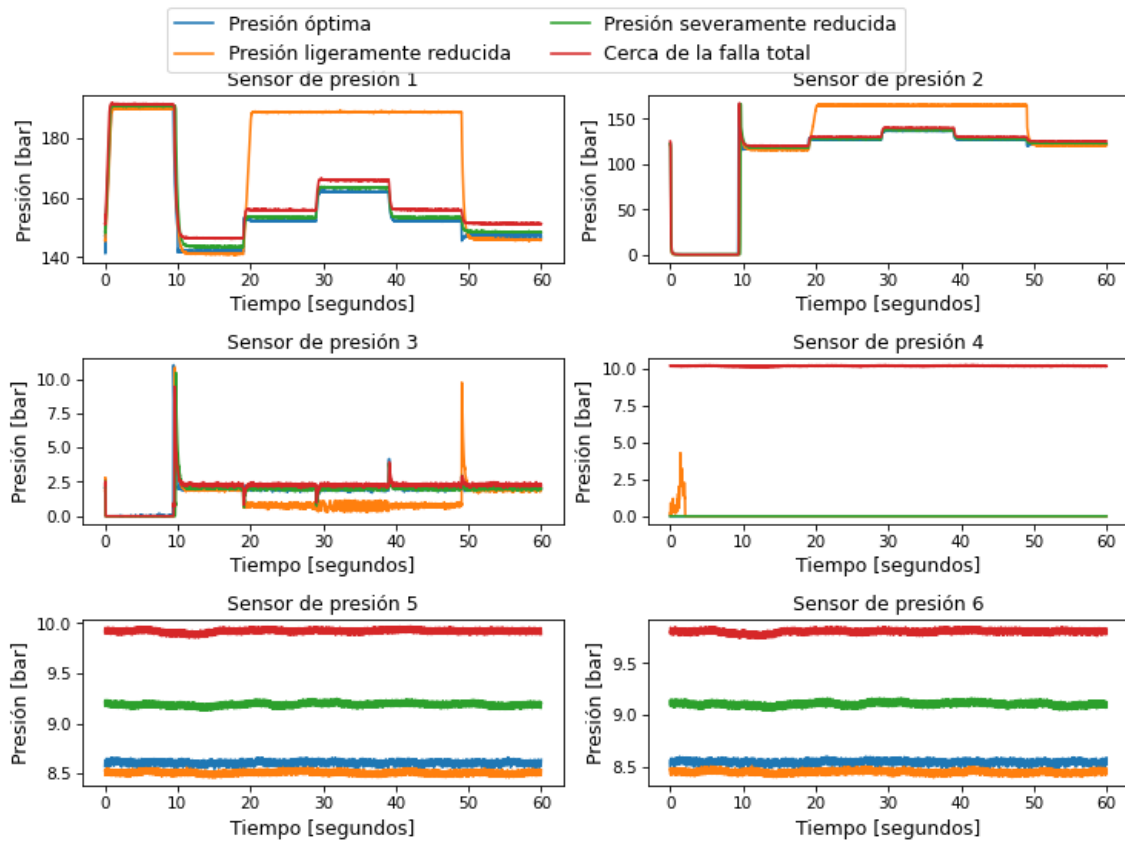 Presión óptima
Presión ligeramente reducida
Presión severamente reducida
Cerca de la falla total
Sensor de presión 1
Presión [bar]
180
160
140
0 10 20 30 40 50 60
Tiempo [segundos]
Sensor de presión 2
Presión [bar]
150
100
50
0
0 10 20 30 40 50 60
Tiempo [segundos]
Sensor de presión 3
Presión [bar]
10.0
7.5
5.0
2.5
0.0
0 10 20 30 40 50 60
Tiempo [segundos]
Sensor de presión 4
Presión [bar]
10.0
7.5
5.0
2.5
0.0
0 10 20 30 40 50 60
Tiempo [segundos]
Sensor de presión 5
Presión [bar]
10.0
9.5
9.0
8.5
0 10 20 30 40 50 60
Tiempo [segundos]
Sensor de presión 6
Presión [bar]
9.5
9.0
8.5
0 10 20 30 40 50 60
Tiempo [segundos]